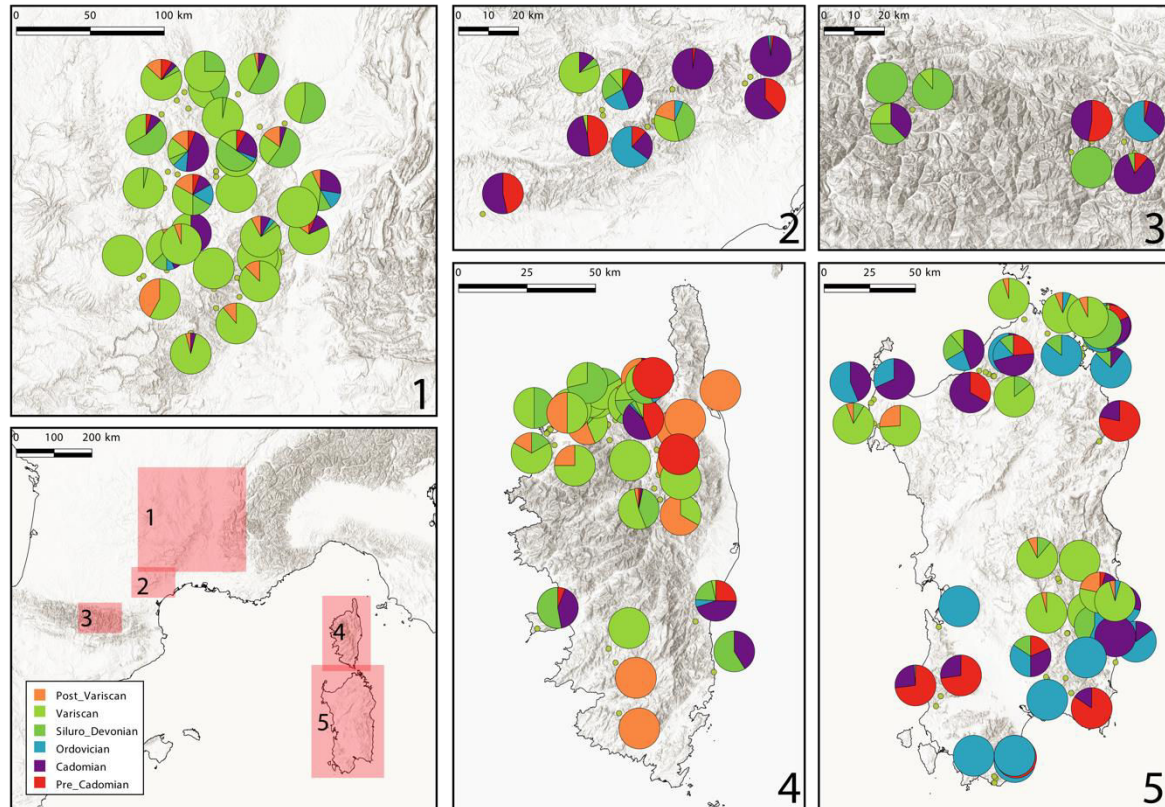 0 50 100 km
1
0 10 20 km
2
0 10 20 km
3
0 100 200 km
1
2
3
4
5
Post_Variscan
Variscan
Siluro_Devonian
Ordovician
Cadomian
Pre_Cadomian
0 25 50 km
4
0 25 50 km
5